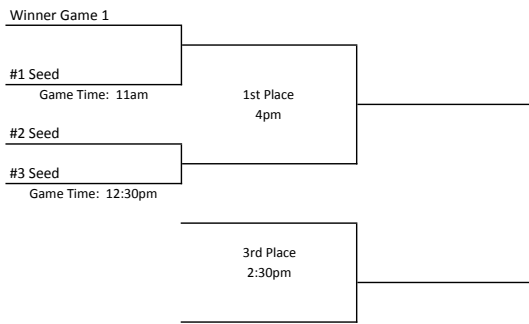 Winner Game 1
#1 Seed
Game Time: 11am
1st Place
4pm
#2 Seed
#3 Seed
Game Time: 12:30pm
3rd Place
2:30pm